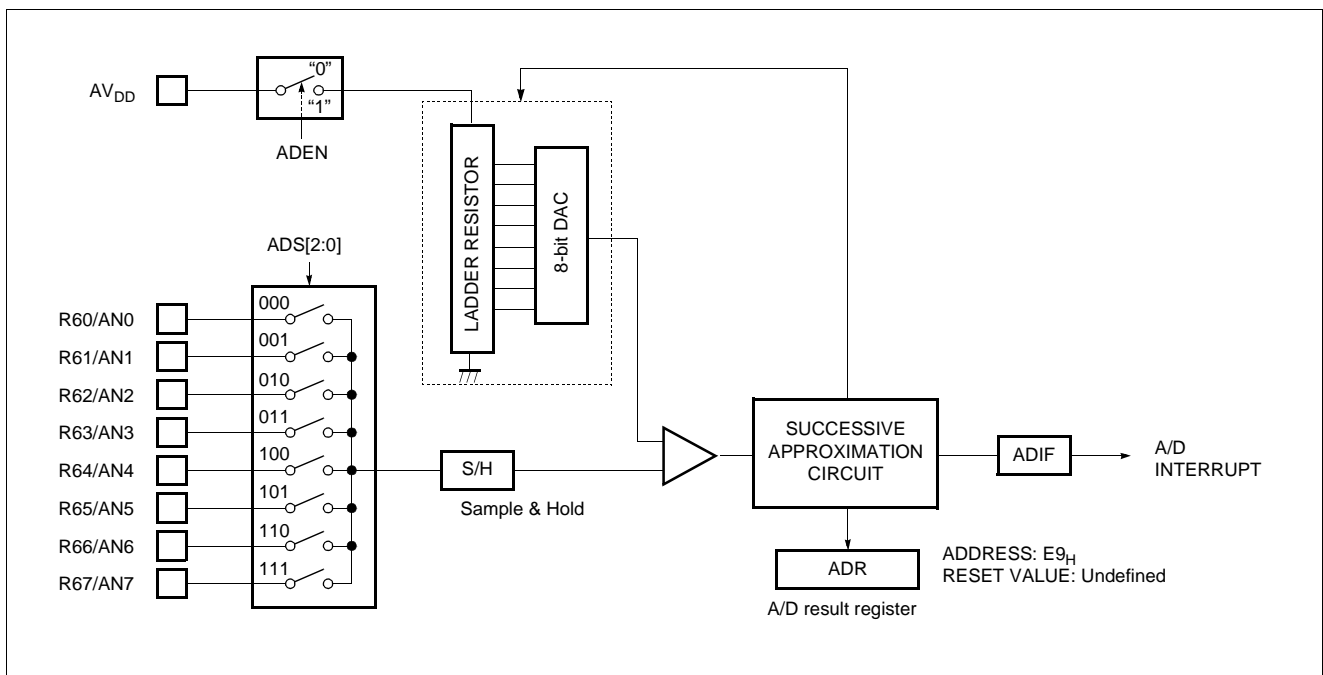 AVDD
"0"
"1"
ADEN
LADDER RESISTOR
8-bit DAC
ADS[2:0]
R60/AN0
000
R61/AN1
001
R62/AN2
010
R63/AN3
011
R64/AN4
100
R65/AN5
101
R66/AN6
110
R67/AN7
111
S/H
Sample & Hold
SUCCESSIVE
APPROXIMATION
CIRCUIT
ADIF
A/D
INTERRUPT
ADR
A/D result register
ADDRESS: E9H
RESET VALUE: Undefined